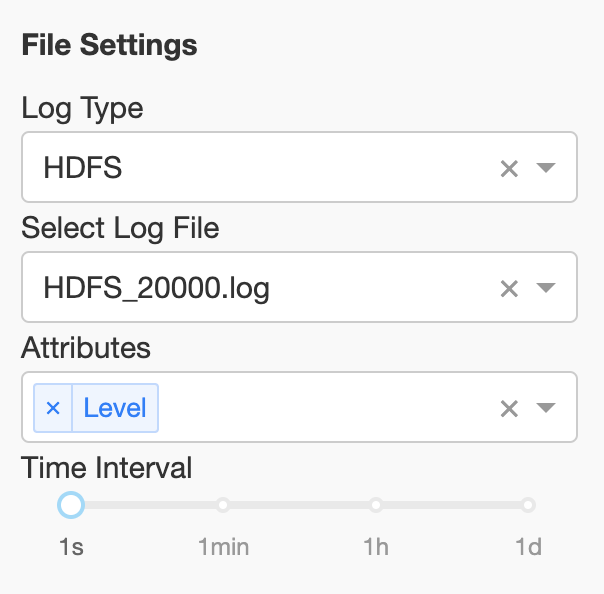 File Settings
Log Type
HDFS
Select Log File
HDFS_20000.log
Attributes
× Level
Time Interval
1s 1min 1h 1d